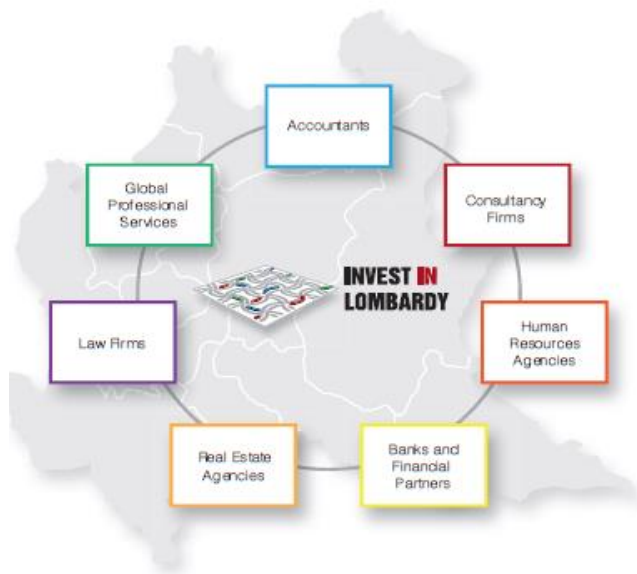 Accountants
Global
Professional
Services
Consultancy
Firms
INVEST IN
LOMBARDY
Law Firms
Human
Resources
Agencies
Real Estate
Agencies
Banks and
Financial
Partners